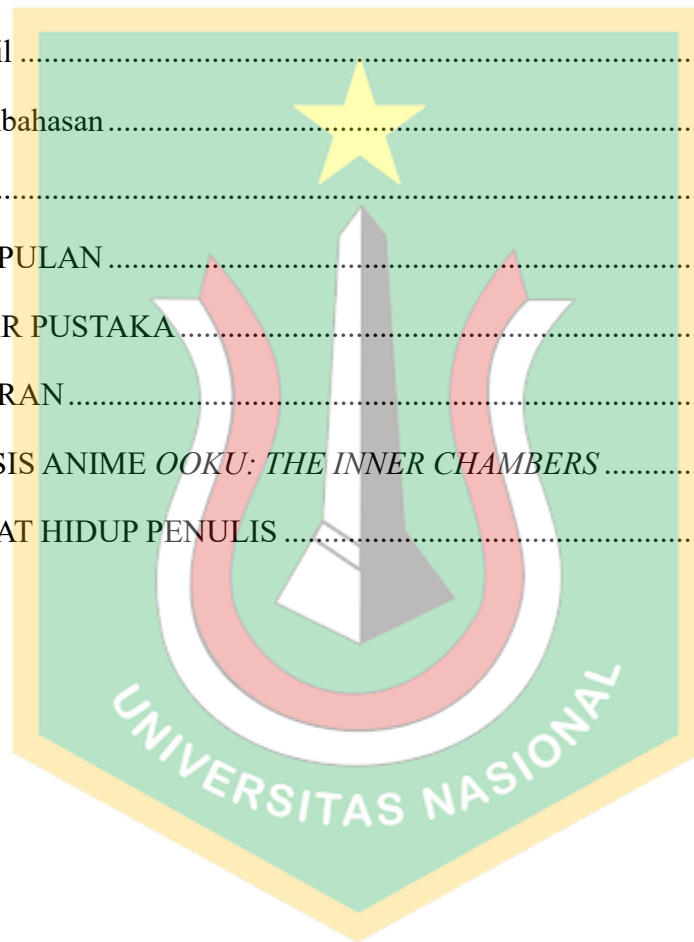 il ..........................................................................
bahasan ..........................................................................
..........................................................................
PULAN ..........................................................................
R PUSTAKA ..........................................................................
RAN ..........................................................................
SIS ANIME OOKU: THE INNER CHAMBERS ..............
AT HIDUP PENULIS ..........................................................
UNIVERSITAS NASIONAL